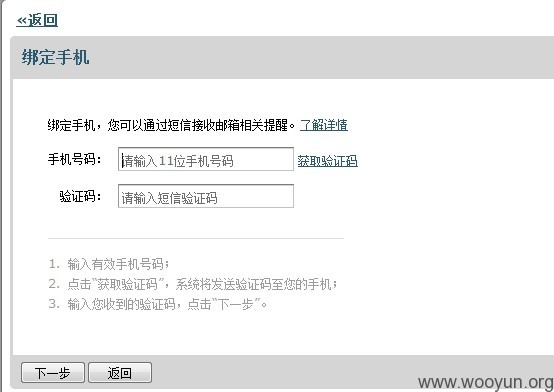 «返回
绑定手机
绑定手机，您可以通过短信接收邮箱相关提醒。了解详情
手机号码： 请输入11位手机号码 获取验证码
验证码： 请输入短信验证码
1. 输入有效手机号码；
2. 点击“获取验证码”，系统将发送验证码至您的手机；
3. 输入您收到的验证码，点击“下一步”。
下一步 返回
www.wooyun.org